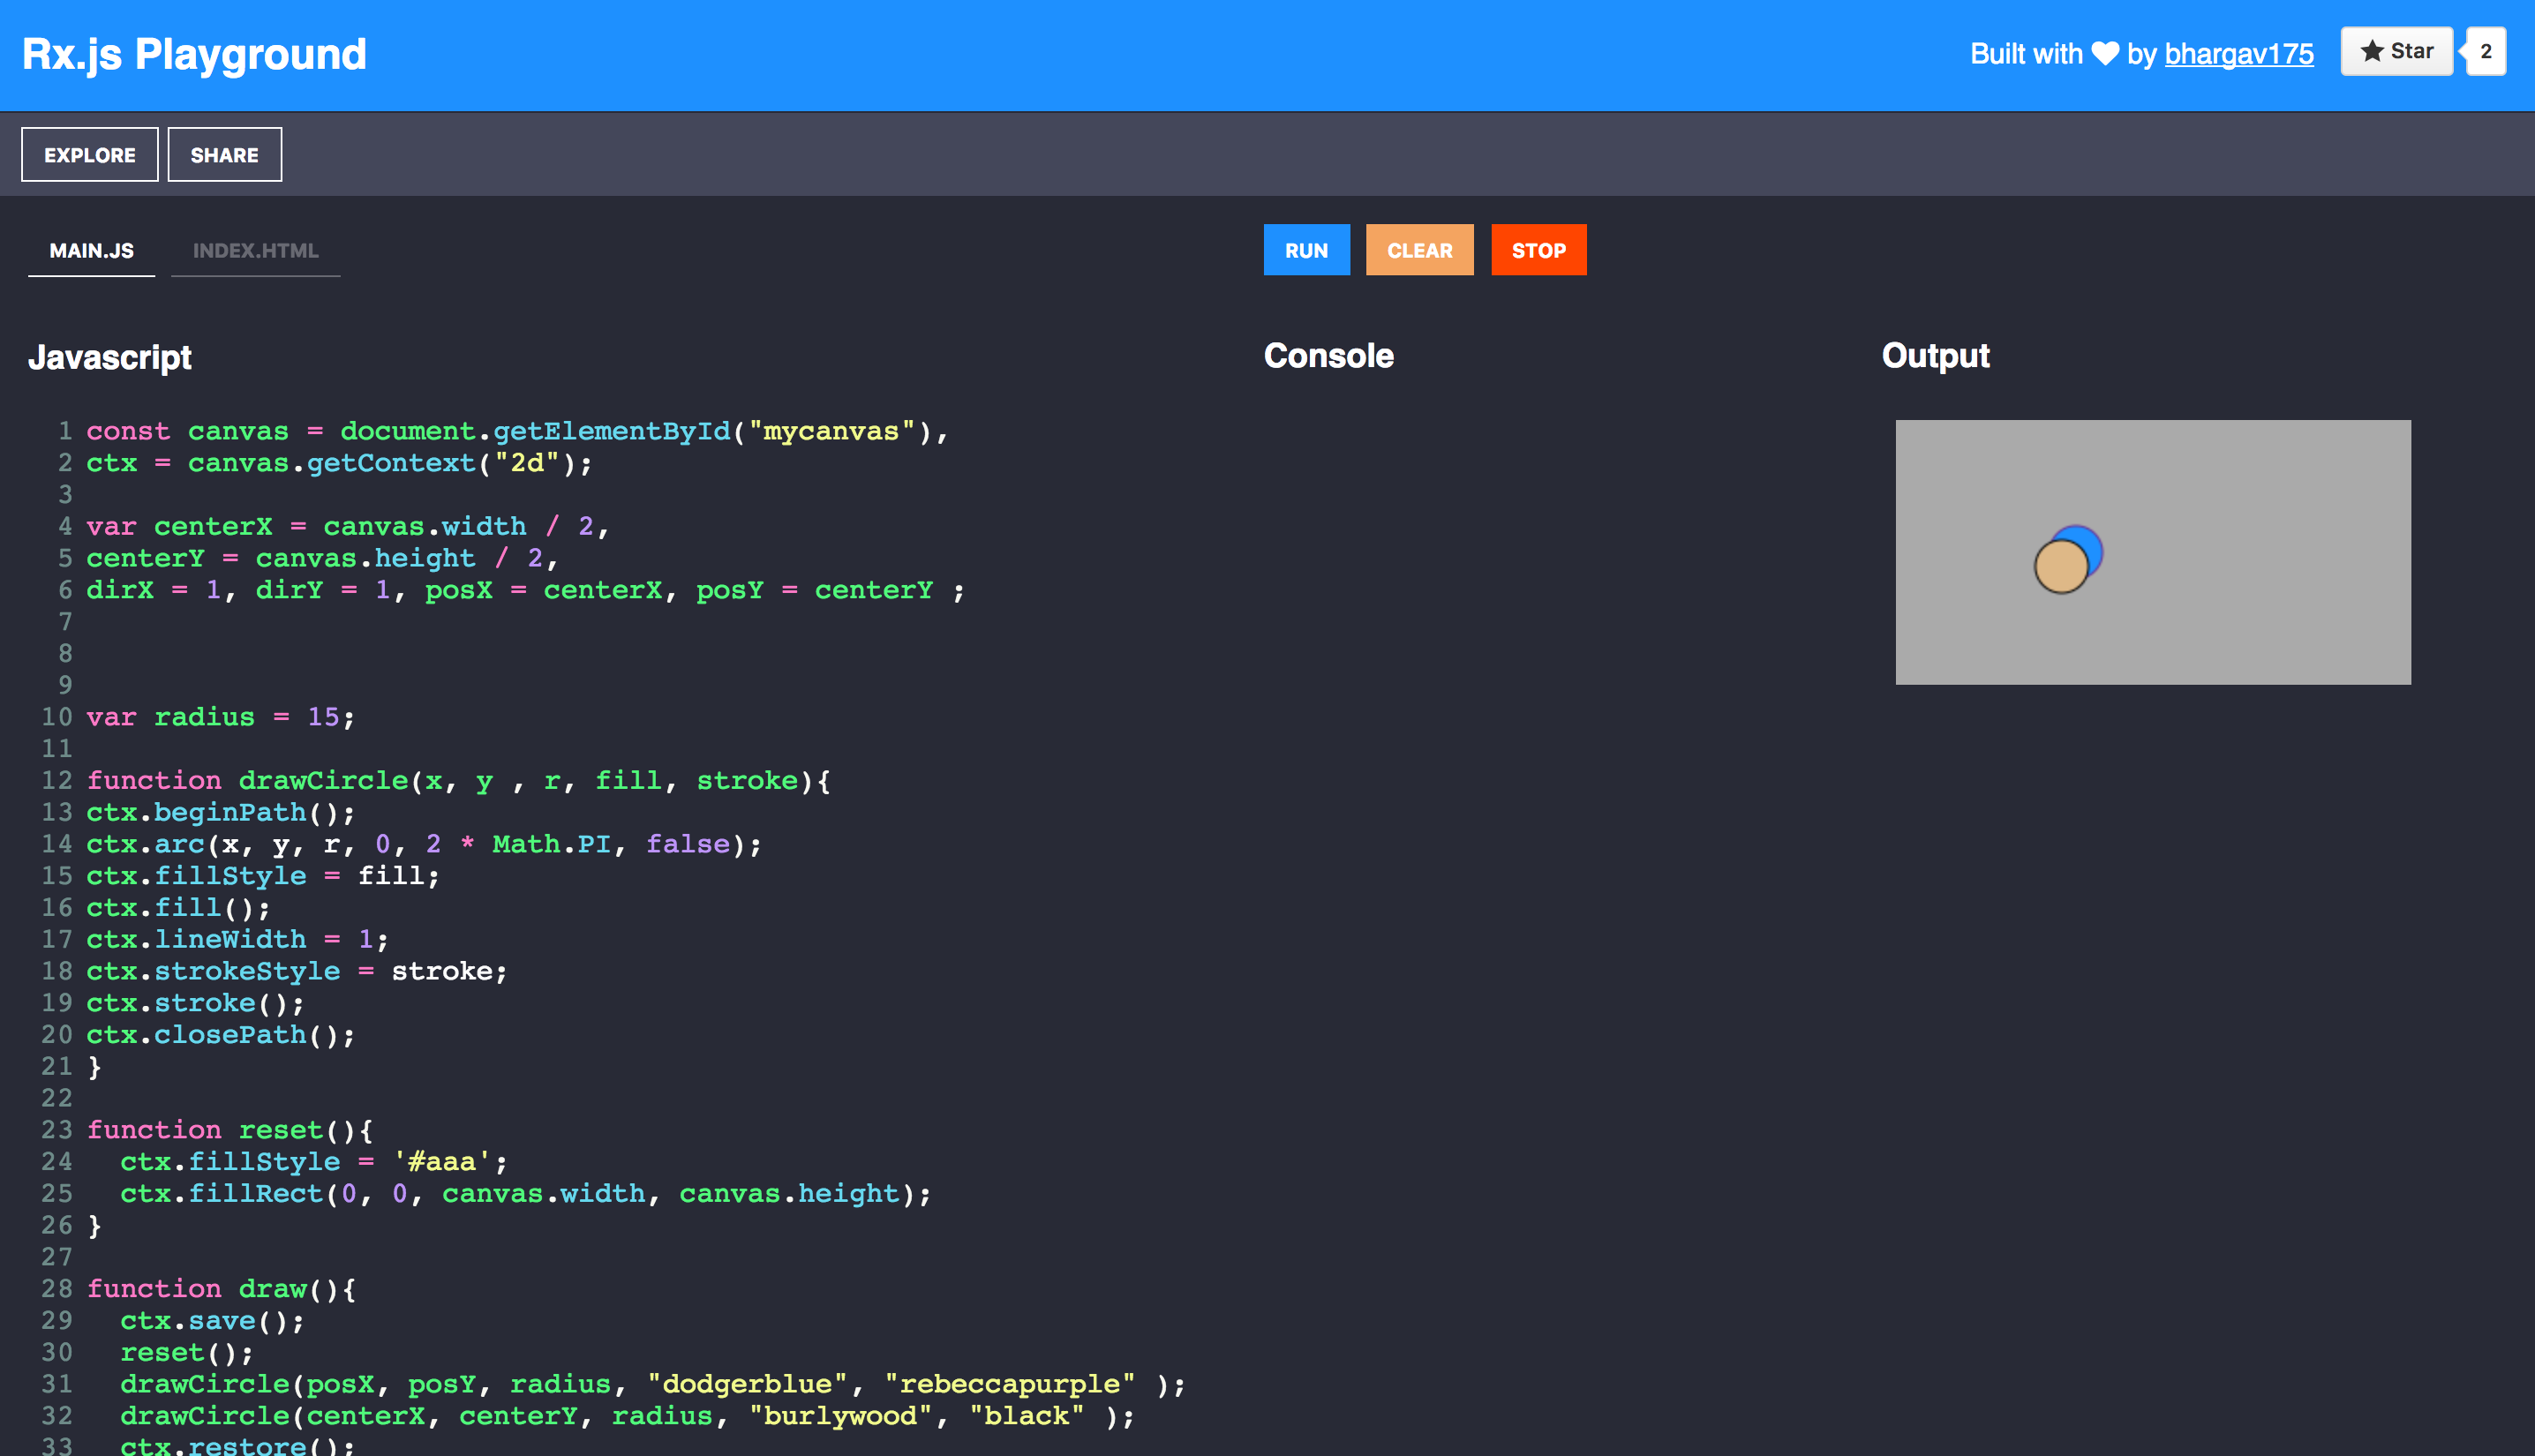 Rx.js Playground
Built with ❤ by bhargav175
Star
2
EXPLORE
SHARE
MAIN.JS
INDEX.HTML
RUN
CLEAR
STOP
Javascript
Console
Output
1 const canvas = document.getElementById("mycanvas"),
2 ctx = canvas.getContext("2d");
3
4 var centerX = canvas.width / 2,
5 centerY = canvas.height / 2,
6 dirX = 1, dirY = 1, posX = centerX, posY = centerY ;
7
8
9
10 var radius = 15;
11
12 function drawCircle(x, y , r, fill, stroke){
13 ctx.beginPath();
14 ctx.arc(x, y, r, 0, 2 * Math.PI, false);
15 ctx.fillStyle = fill;
16 ctx.fill();
17 ctx.lineWidth = 1;
18 ctx.strokeStyle = stroke;
19 ctx.stroke();
20 ctx.closePath();
21 }
22
23 function reset(){
24   ctx.fillStyle = '#aaa';
25   ctx.fillRect(0, 0, canvas.width, canvas.height);
26 }
27
28 function draw(){
29   ctx.save();
30   reset();
31   drawCircle(posX, posY, radius, "dodgerblue", "rebeccapurple" );
32   drawCircle(centerX, centerY, radius, "burlywood", "black" );
33   ctx.restore();